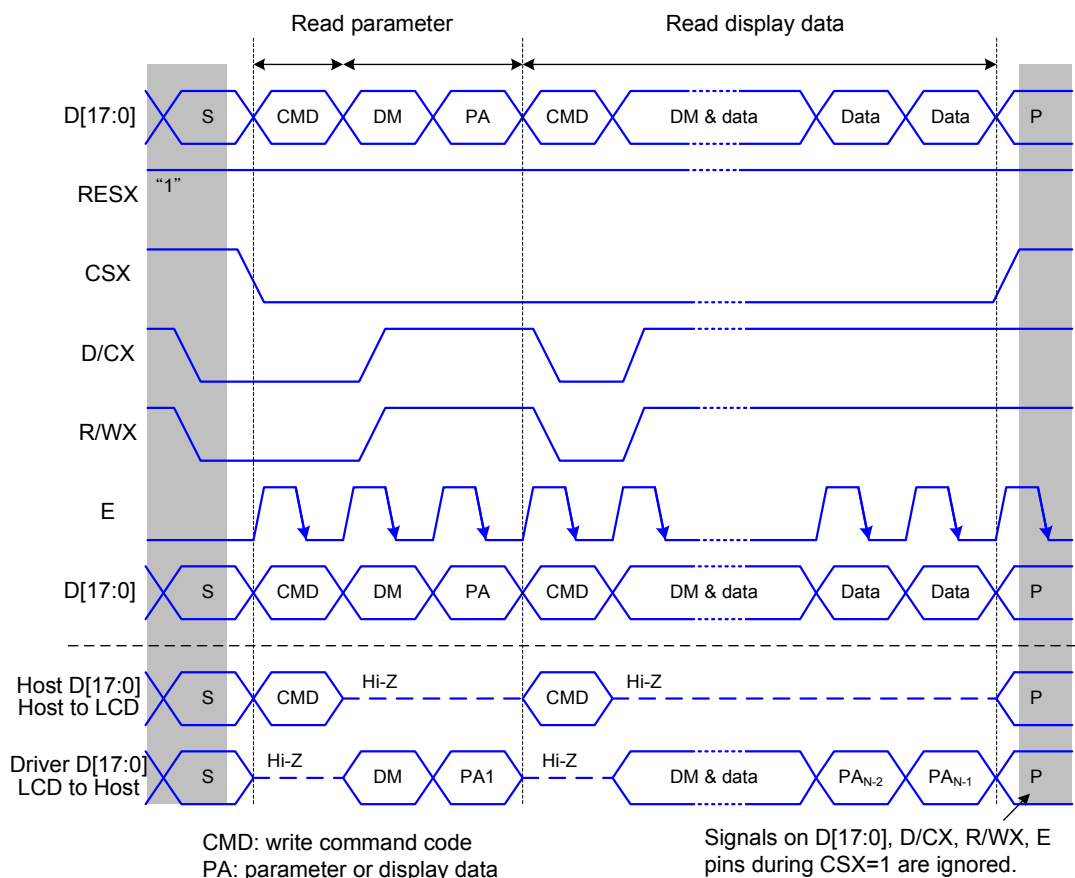 Read parameter Read display data
D[17:0] S CMD DM PA CMD DM & data Data Data P
RESX "1"
CSX
D/CX
R/WX
E
D[17:0] S CMD DM PA CMD DM & data Data Data P
Host D[17:0]
Host to LCD
S CMD Hi-Z CMD Hi-Z P
Driver D[17:0]
LCD to Host
S Hi-Z DM PA1 Hi-Z DM & data PAN-2 PAN-1 P
CMD: write command code
PA: parameter or display data
Signals on D[17:0], D/CX, R/WX, E
pins during CSX=1 are ignored.